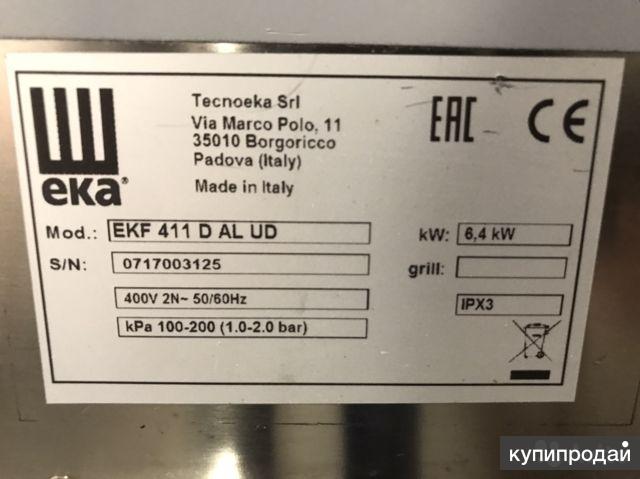 eka®
Tecnoeka Srl
Via Marco Polo, 11
35010 Borgoricco
Padova (Italy)
Made in Italy
EAC CE
Mod.: EKF 411 D AL UD
kW: 6,4 kW
S/N: 0717003125
grill:
400V 2N~ 50/60Hz
IPX3
kPa 100-200 (1.0-2.0 bar)
купипродай